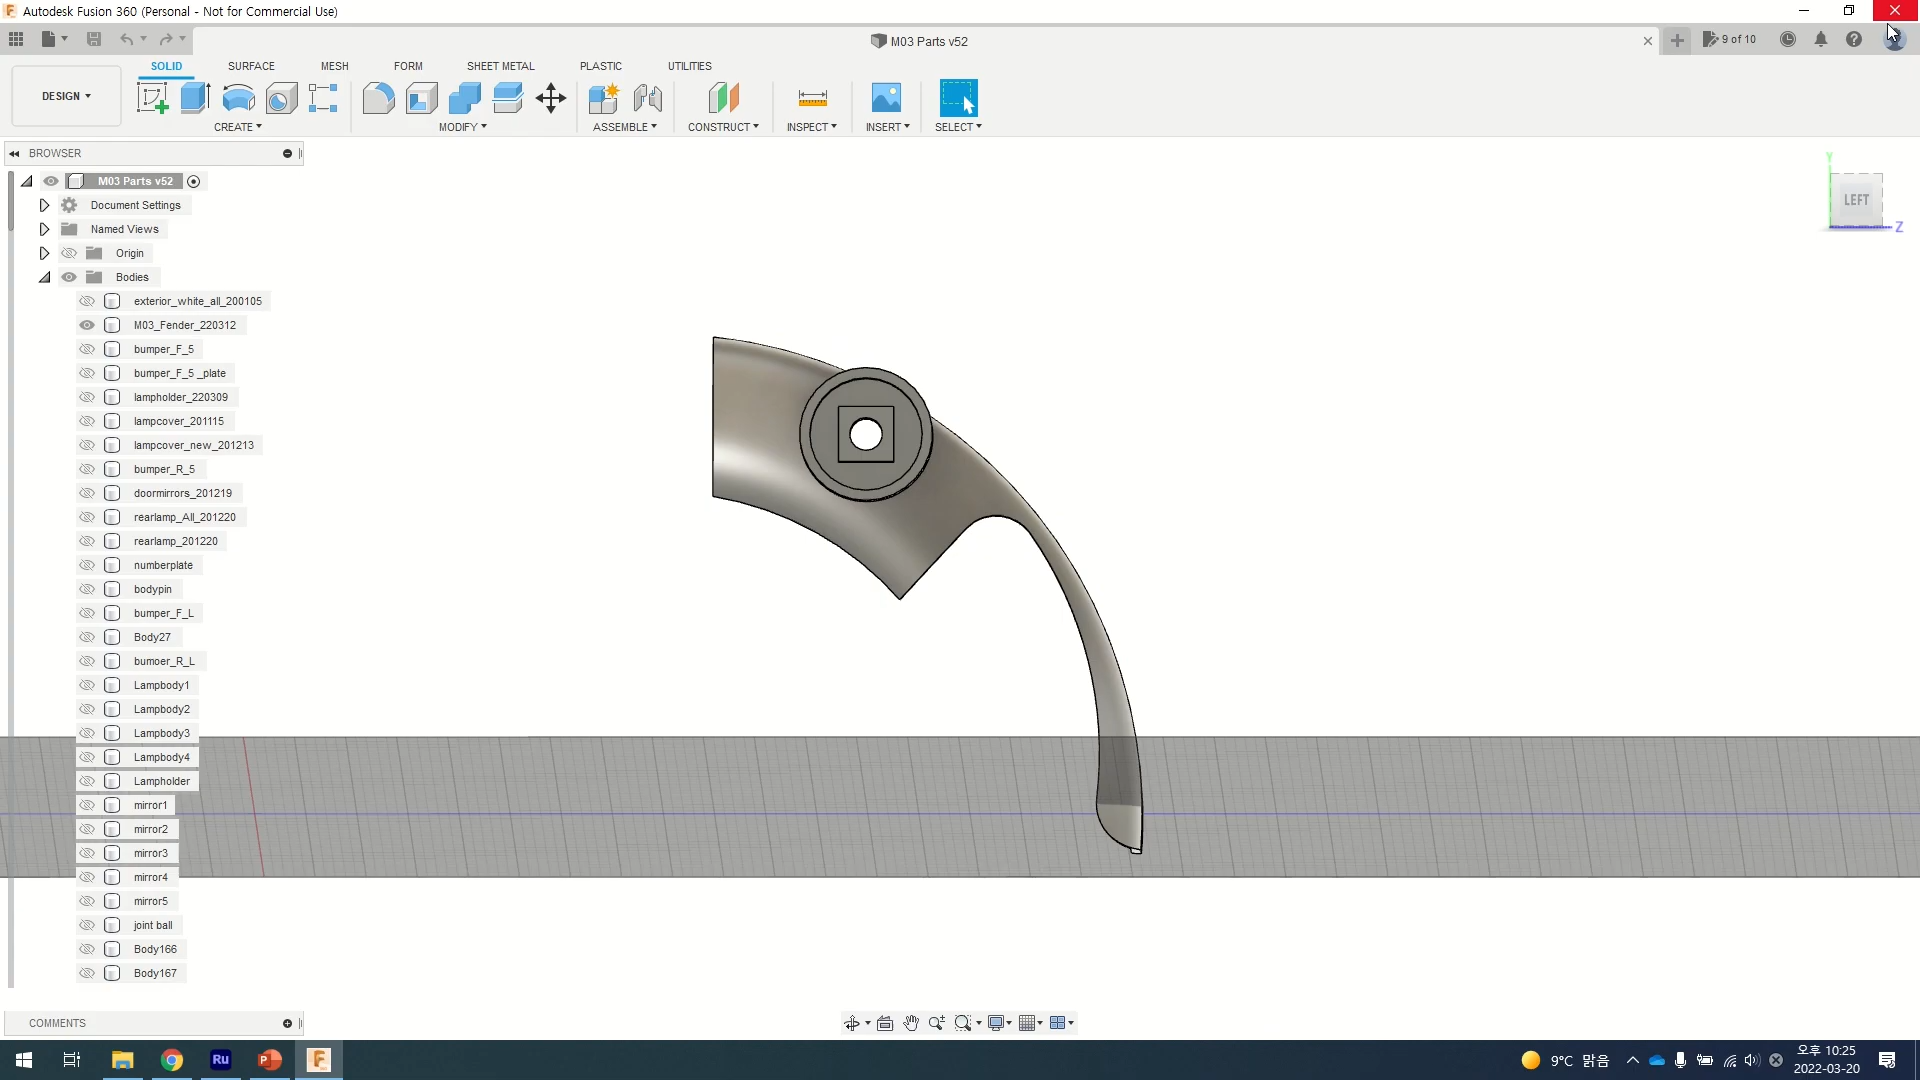 Autodesk Fusion 360 (Personal - Not for Commercial Use)
M03 Parts v52
9 of 10
SOLID SURFACE MESH FORM SHEET METAL PLASTIC UTILITIES
DESIGN
CREATE MODIFY ASSEMBLE CONSTRUCT INSPECT INSERT SELECT
BROWSER
M03 Parts v52
Document Settings
Named Views
Origin
Bodies
exterior_white_all_200105
M03_Fender_220312
bumper_F_5
bumper_F_5 _plate
lampholder_220309
lampcover_201115
lampcover_new_201213
bumper_R_5
doormirrors_201219
rearlamp_All_201220
rearlamp_201220
numberplate
bodypin
bumper_F_L
Body27
bumoer_R_L
Lampbody1
Lampbody2
Lampbody3
Lampbody4
Lampholder
mirror1
mirror2
mirror3
mirror4
mirror5
joint ball
Body166
Body167
Y
LEFT
Z
COMMENTS
Ru
P
F
9°C 맑음
오후 10:25
2022-03-20